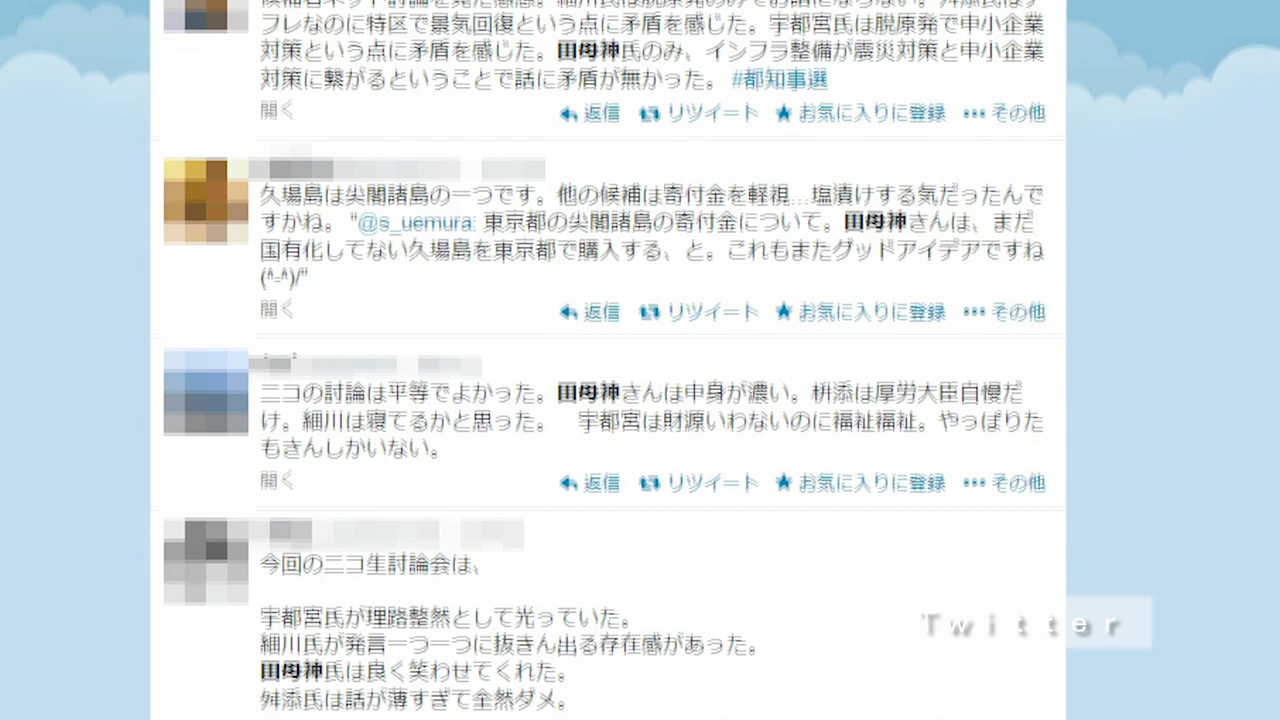 フレなのに特区で景気回復という点に矛盾を感じた。宇都宮氏は脱原発で中小企業
対策という点に矛盾を感じた。田母神氏のみ、インフラ整備が震災対策と中小企業
対策に繋がるということで話に矛盾が無かった。 #都知事選
開く 返信 リツイート お気に入りに登録 その他
久場島は尖閣諸島の一つです。他の候補は寄付金を軽視…塩漬けする気だったんで
すかね、 "@s_uemura: 東京都の尖閣諸島の寄付金について。田母神さんは、まだ
国有化してない久場島を東京都で購入する、と。これもまたグッドアイデアですね
(^-^)/"
開く 返信 リツイート お気に入りに登録 その他
ニコの討論は平等でよかった。田母神さんは中身が濃い。枡添は厚労大臣自慢だ
け。細川は寝てるかと思った。 宇都宮は財源いわないのに福祉福祉。やっぱりた
もさんしかいない。
開く 返信 リツイート お気に入りに登録 その他
今回のニコ生討論会は、
宇都宮氏が理路整然として光っていた。
細川氏が発言一つ一つに抜きん出る存在感があった。
田母神氏は良く笑わせてくれた。
舛添氏は話が薄すぎて全然ダメ。
Twitter